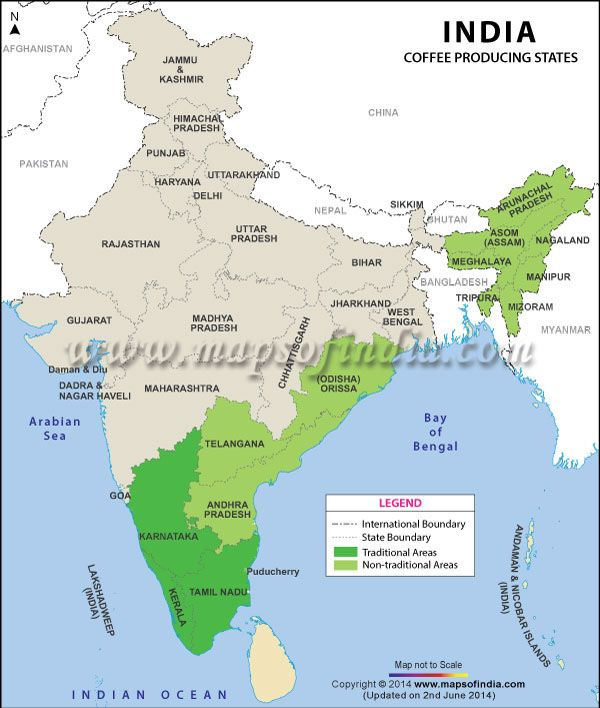 INDIA
COFFEE PRODUCING STATES
N
AFGHANISTAN
JAMMU
&
KASHMIR
CHINA
HIMACHAL
PRADESH
PAKISTAN
PUNJAB
UTTARAKHAND
HARYANA
DELHI
ARUNACHAL
PRADESH
SIKKIM
NEPAL
BHUTAN
RAJASTHAN
UTTAR
PRADESH
ASOM
(ASSAM)
NAGALAND
BIHAR
MEGHALAYA
MANIPUR
BANGLADESH
JHARKHAND
TRIPURA
MIZORAM
WEST
BENGAL
GUJARAT
MADHYA
PRADESH
MYANMAR
CHHATTISGARH
www.mapsofindia.com
Daman & Diu
DADRA &
NAGAR HAVELI
MAHARASHTRA
(ODISHA)
ORISSA
Arabian
Sea
Bay
of
Bengal
TELANGANA
GOA
ANDHRA
PRADESH
KARNATAKA
LEGEND
International Boundary
State Boundary
Traditional Areas
Non-traditional Areas
Puducherry
TAMIL NADU
KERALA
LAKSHADWEEP
(INDIA)
ANDAMAN & NICOBAR ISLANDS
(INDIA)
INDIAN OCEAN
Map not to Scale
Copyright © 2014 www.mapsofindia.com
(Updated on 2nd June 2014)